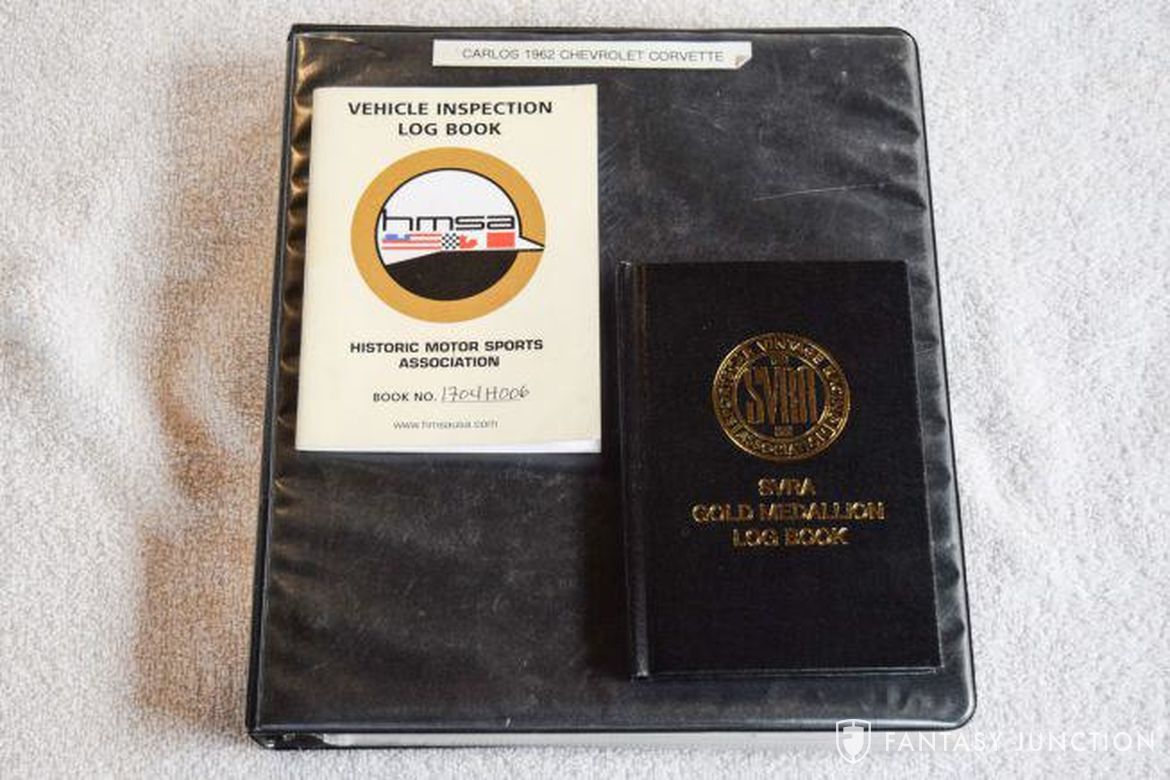 CARLOS 1962 CHEVROLET CORVETTE
VEHICLE INSPECTION
LOG BOOK
hmsa
HISTORIC MOTOR SPORTS
ASSOCIATION
BOOK NO. 1704H006
www.hmsausa.com
SVRA
SVRA
GOLD MEDALLION
LOG BOOK
FANTASY JUNCTION